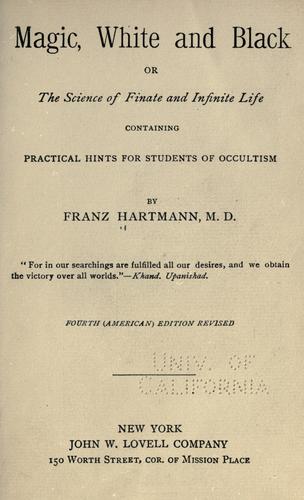 Magic, White and Black
OR
The Science of Finate and Infinite Life
CONTAINING
PRACTICAL HINTS FOR STUDENTS OF OCCULTISM
BY
FRANZ HARTMANN, M. D.
"For in our searchings are fulfilled all our desires, and we obtain
the victory over all worlds."—Khand. Upanishad.
FOURTH (AMERICAN) EDITION REVISED
UNIV. OF
CALIFORNIA
NEW YORK
JOHN W. LOVELL COMPANY
150 WORTH STREET, COR. OF MISSION PLACE